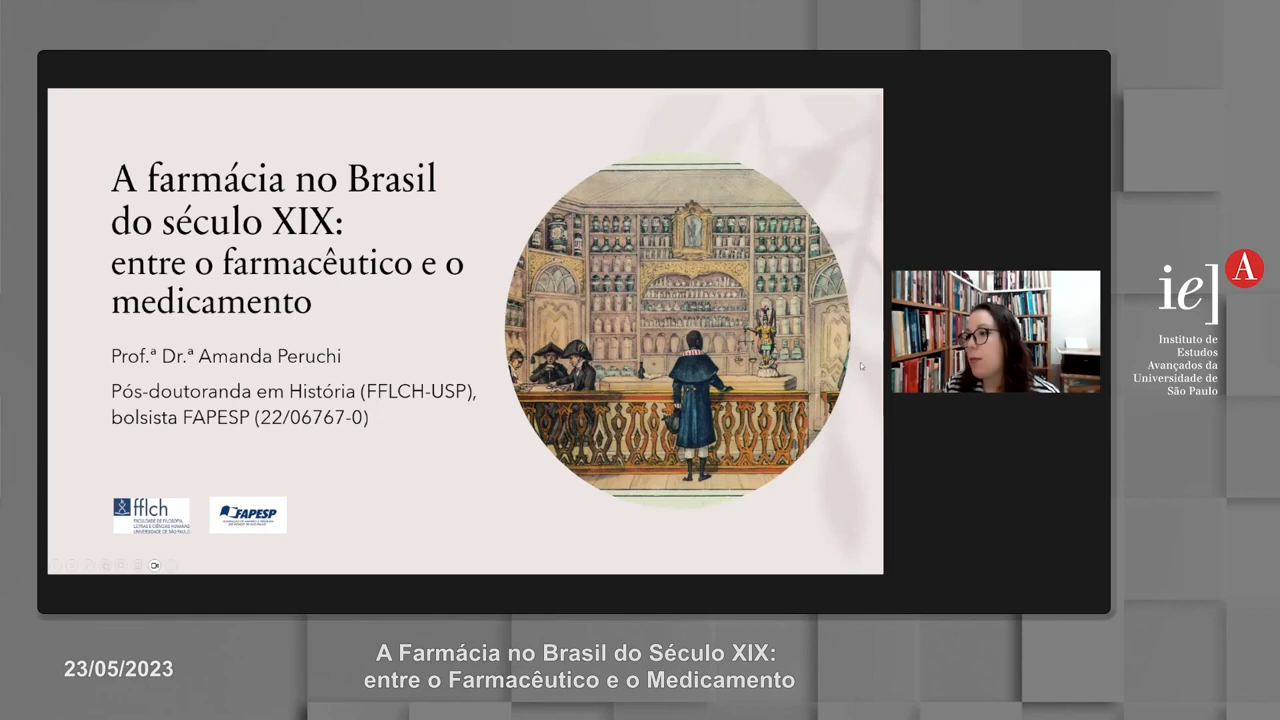 A farmácia no Brasil
do século XIX:
entre o farmacêutico e o
medicamento
Prof.ª Dr.ª Amanda Peruchi
Pós-doutoranda em História (FFLCH-USP),
bolsista FAPESP (22/06767-0)
fflch
FACULDADE DE FILOSOFIA,
LETRAS E CIÊNCIAS HUMANAS
UNIVERSIDADE DE SÃO PAULO
FAPESP
ie] A
Instituto de
Estudos
Avançados da
Universidade de
São Paulo
23/05/2023
A Farmácia no Brasil do Século XIX:
entre o Farmacêutico e o Medicamento